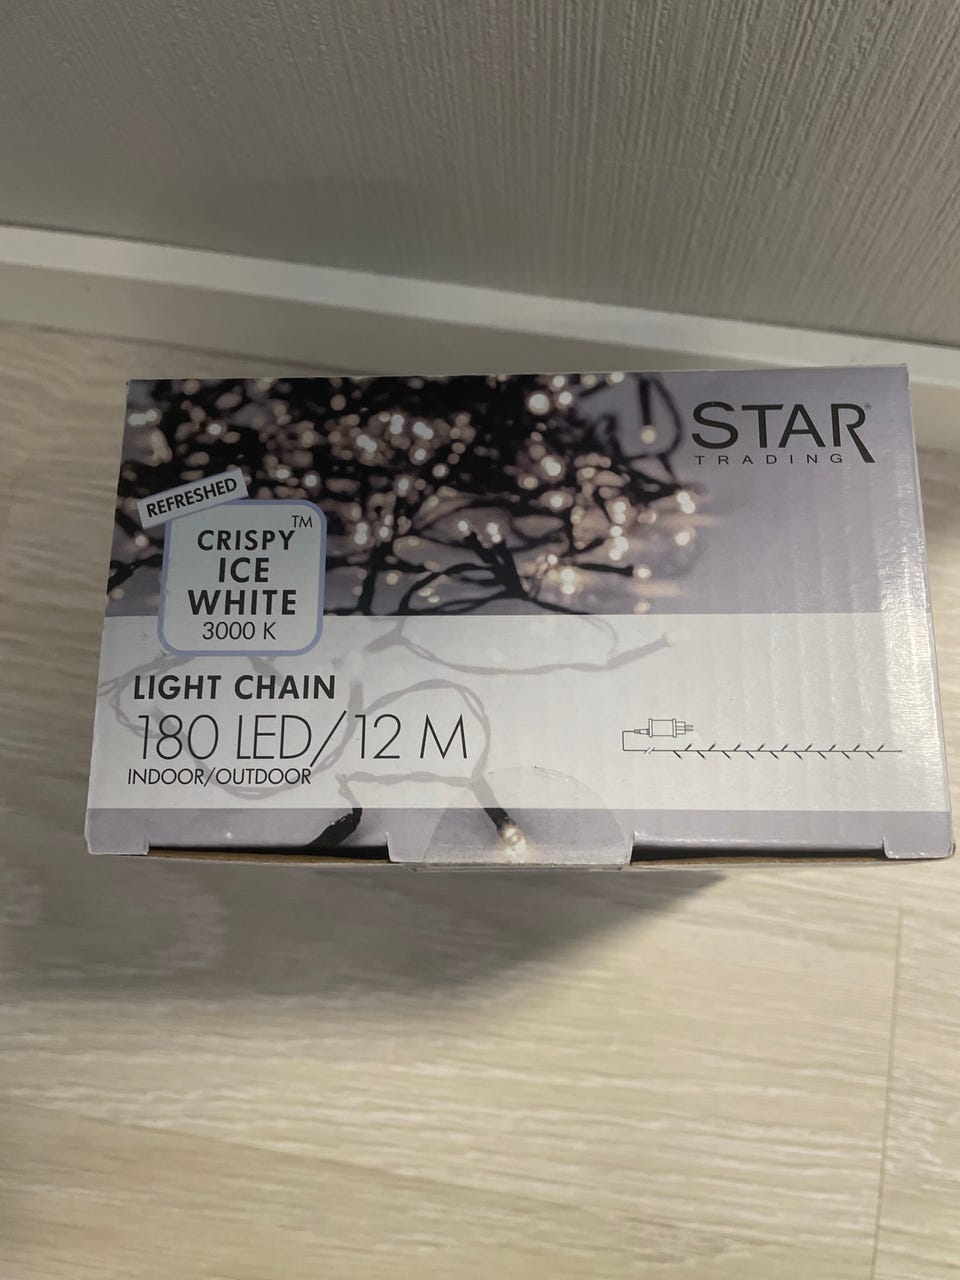 STAR®
TRADING
REFRESHED
CRISPY™
ICE
WHITE
3000 K
LIGHT CHAIN
180 LED/12 M
INDOOR/OUTDOOR